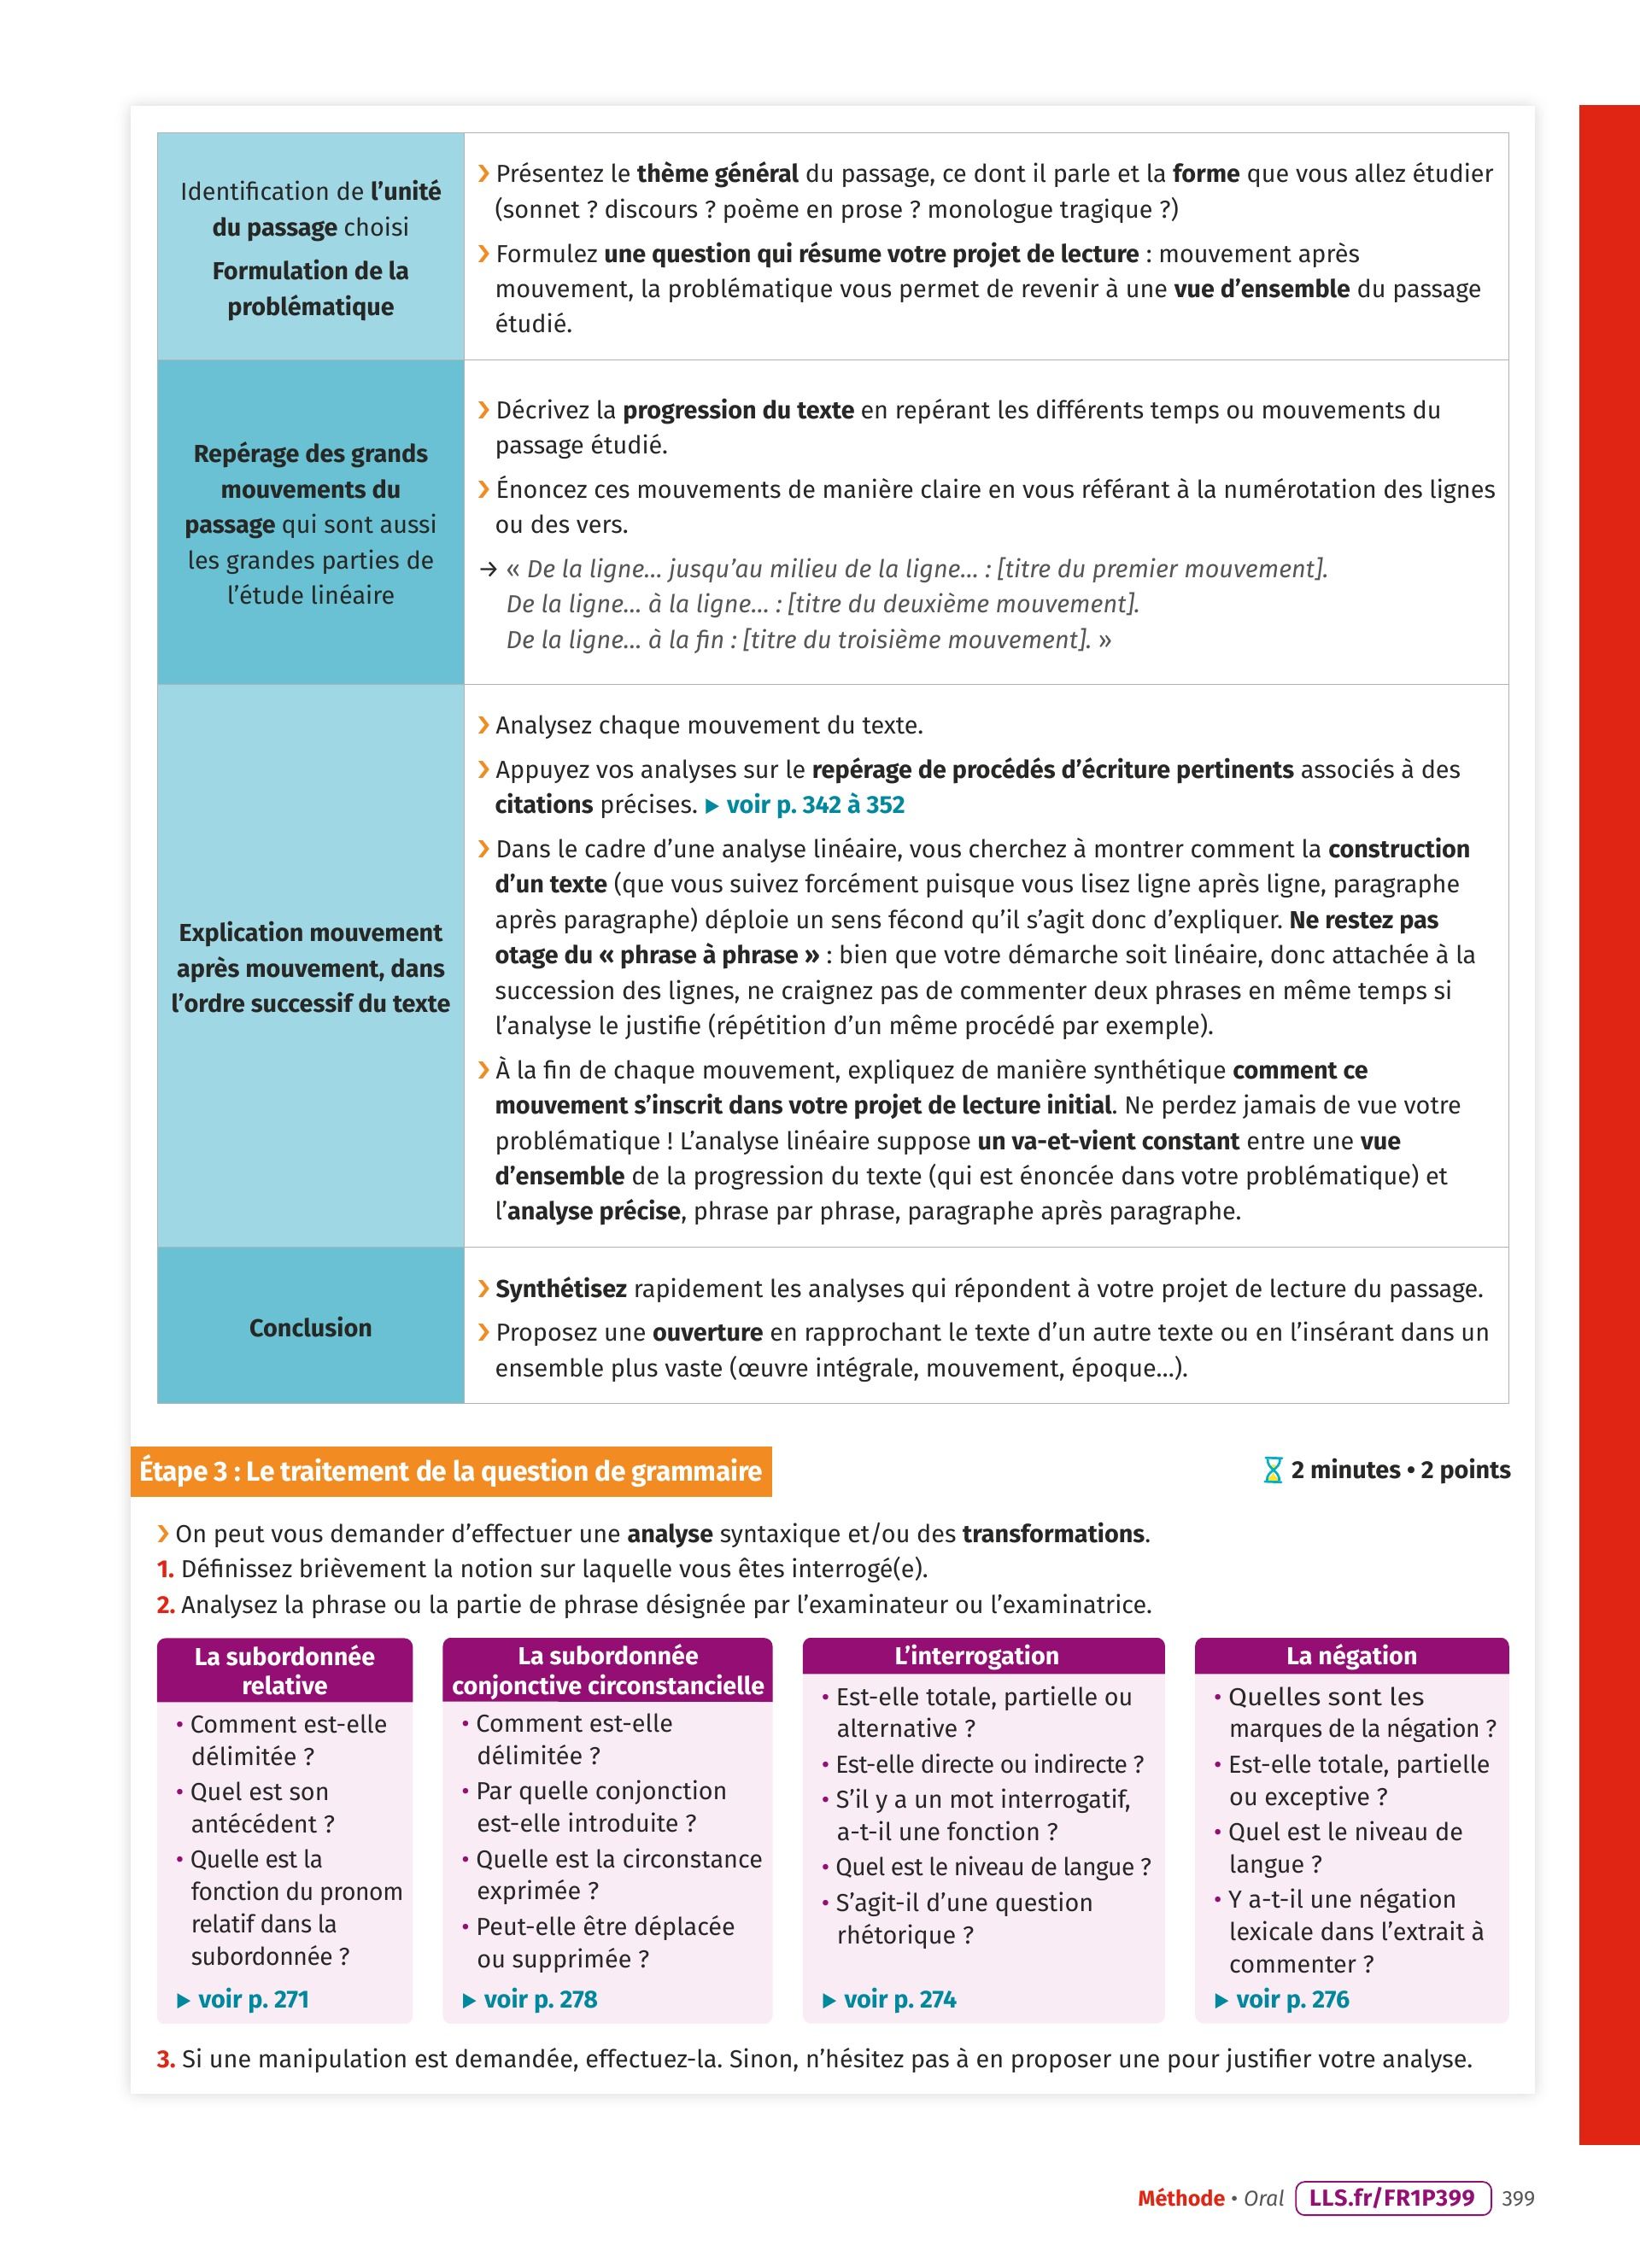 Identification de l’unité
du passage choisi
Formulation de la
problématique
❯ Présentez le thème général du passage, ce dont il parle et la forme que vous allez étudier
(sonnet ? discours ? poème en prose ? monologue tragique ?)
❯ Formulez une question qui résume votre projet de lecture : mouvement après
mouvement, la problématique vous permet de revenir à une vue d’ensemble du passage
étudié.
Repérage des grands
mouvements du
passage qui sont aussi
les grandes parties de
l’étude linéaire
❯ Décrivez la progression du texte en repérant les différents temps ou mouvements du
passage étudié.
❯ Énoncez ces mouvements de manière claire en vous référant à la numérotation des lignes
ou des vers.
→ « De la ligne... jusqu’au milieu de la ligne... : [titre du premier mouvement].
De la ligne... à la ligne... : [titre du deuxième mouvement].
De la ligne... à la fin : [titre du troisième mouvement]. »
Explication mouvement
après mouvement, dans
l’ordre successif du texte
❯ Analysez chaque mouvement du texte.
❯ Appuyez vos analyses sur le repérage de procédés d’écriture pertinents associés à des
citations précises. ▶ voir p. 342 à 352
❯ Dans le cadre d’une analyse linéaire, vous cherchez à montrer comment la construction
d’un texte (que vous suivez forcément puisque vous lisez ligne après ligne, paragraphe
après paragraphe) déploie un sens fécond qu’il s’agit donc d’expliquer. Ne restez pas
otage du « phrase à phrase » : bien que votre démarche soit linéaire, donc attachée à la
succession des lignes, ne craignez pas de commenter deux phrases en même temps si
l’analyse le justifie (répétition d’un même procédé par exemple).
❯ À la fin de chaque mouvement, expliquez de manière synthétique comment ce
mouvement s’inscrit dans votre projet de lecture initial. Ne perdez jamais de vue votre
problématique ! L’analyse linéaire suppose un va-et-vient constant entre une vue
d’ensemble de la progression du texte (qui est énoncée dans votre problématique) et
l’analyse précise, phrase par phrase, paragraphe après paragraphe.
Conclusion
❯ Synthétisez rapidement les analyses qui répondent à votre projet de lecture du passage.
❯ Proposez une ouverture en rapprochant le texte d’un autre texte ou en l’insérant dans un
ensemble plus vaste (œuvre intégrale, mouvement, époque...).
Étape 3 : Le traitement de la question de grammaire
2 minutes • 2 points
❯ On peut vous demander d’effectuer une analyse syntaxique et/ou des transformations.
1. Définissez brièvement la notion sur laquelle vous êtes interrogé(e).
2. Analysez la phrase ou la partie de phrase désignée par l’examinateur ou l’examinatrice.
La subordonnée
relative
• Comment est-elle
délimitée ?
• Quel est son
antécédent ?
• Quelle est la
fonction du pronom
relatif dans la
subordonnée ?
▶ voir p. 271
La subordonnée
conjonctive circonstancielle
• Comment est-elle
délimitée ?
• Par quelle conjonction
est-elle introduite ?
• Quelle est la circonstance
exprimée ?
• Peut-elle être déplacée
ou supprimée ?
▶ voir p. 278
L’interrogation
• Est-elle totale, partielle ou
alternative ?
• Est-elle directe ou indirecte ?
• S’il y a un mot interrogatif,
a-t-il une fonction ?
• Quel est le niveau de langue ?
• S’agit-il d’une question
rhétorique ?
▶ voir p. 274
La négation
• Quelles sont les
marques de la négation ?
• Est-elle totale, partielle
ou exceptive ?
• Quel est le niveau de
langue ?
• Y a-t-il une négation
lexicale dans l’extrait à
commenter ?
▶ voir p. 276
3. Si une manipulation est demandée, effectuez-la. Sinon, n’hésitez pas à en proposer une pour justifier votre analyse.
Méthode • Oral LLS.fr/FR1P399 399